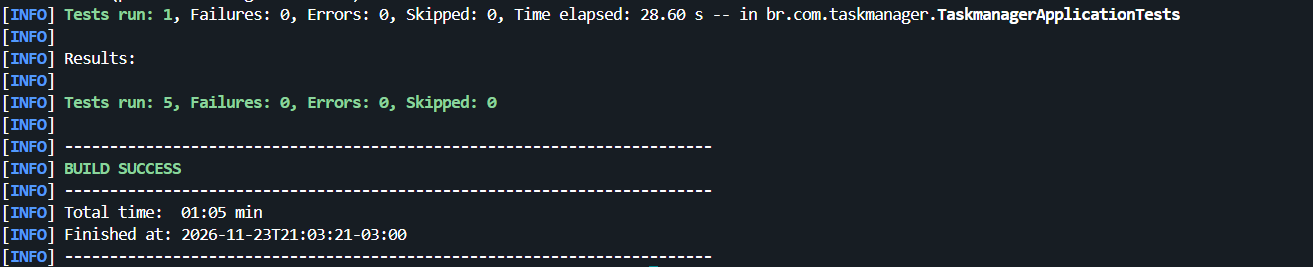 [INFO] Tests run: 1, Failures: 0, Errors: 0, Skipped: 0, Time elapsed: 28.60 s -- in br.com.taskmanager.TaskmanagerApplicationTests
[INFO]
[INFO] Results:
[INFO]
[INFO] Tests run: 5, Failures: 0, Errors: 0, Skipped: 0
[INFO]
[INFO] ------------------------------------------------------------------------
[INFO] BUILD SUCCESS
[INFO] ------------------------------------------------------------------------
[INFO] Total time:  01:05 min
[INFO] Finished at: 2026-11-23T21:03:21-03:00
[INFO] ------------------------------------------------------------------------